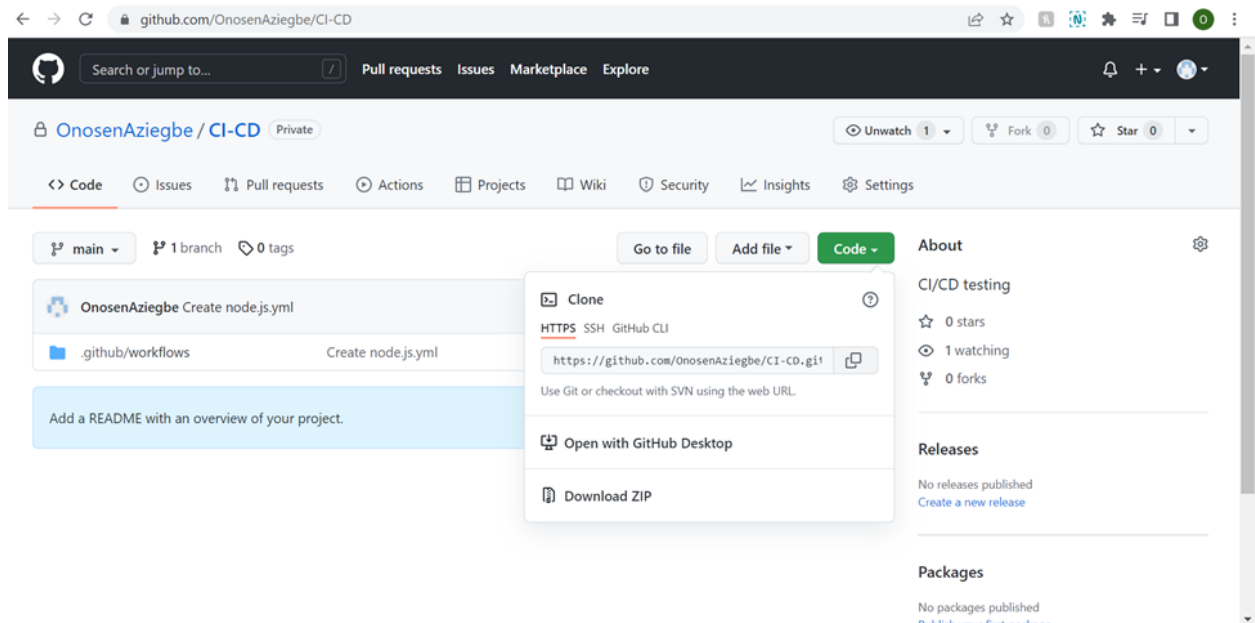 github.com/OnosenAziegbe/CI-CD
O
Search or jump to...
/
Pull requests Issues Marketplace Explore
OnosenAziegbe / CI-CD Private
Unwatch 1
Fork 0
Star 0
Code Issues Pull requests Actions Projects Wiki Security Insights Settings
main 1 branch 0 tags
Go to file Add file Code
OnosenAziegbe Create node.js.yml
.github/workflows Create node.js.yml
Add a README with an overview of your project.
Clone
HTTPS SSH GitHub CLI
https://github.com/OnosenAziegbe/CI-CD.git
Use Git or checkout with SVN using the web URL.
Open with GitHub Desktop
Download ZIP
About
CI/CD testing
0 stars
1 watching
0 forks
Releases
No releases published
Create a new release
Packages
No packages published